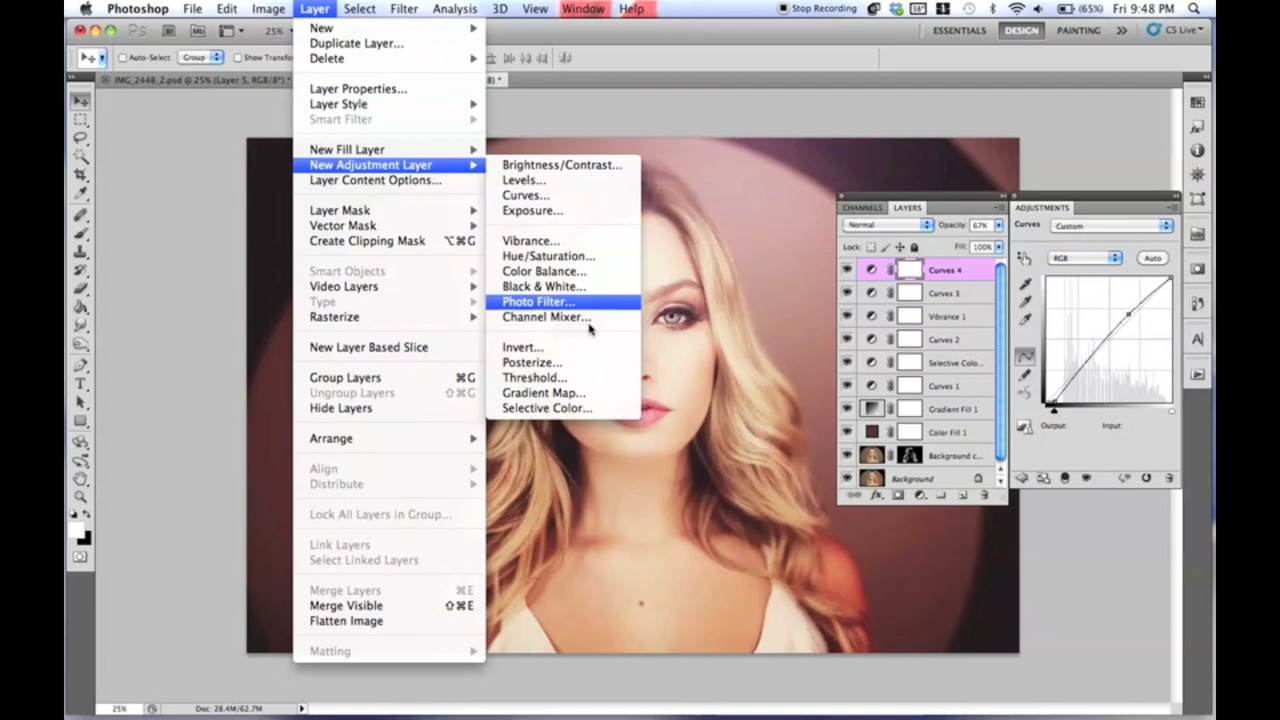 Photoshop File Edit Image Layer Select Filter Analysis 3D View Window Help Stop Recording (65%) Fri 9:48 PM
Ps Br Mb 25% ESSENTIALS DESIGN PAINTING >> CS Live
Auto-Select: Group Show Transfo
IMG_2448_2.psd @ 25% (Layer 5, RGB/8*) *
New
Duplicate Layer...
Delete
Layer Properties...
Layer Style
Smart Filter
New Fill Layer
New Adjustment Layer
Layer Content Options...
Layer Mask
Vector Mask
Create Clipping Mask ⌥⌘G
Smart Objects
Video Layers
Type
Rasterize
New Layer Based Slice
Group Layers ⌘G
Ungroup Layers ⇧⌘G
Hide Layers
Arrange
Align
Distribute
Lock All Layers in Group...
Link Layers
Select Linked Layers
Merge Layers ⌘E
Merge Visible ⇧⌘E
Flatten Image
Matting
Brightness/Contrast...
Levels...
Curves...
Exposure...
Vibrance...
Hue/Saturation...
Color Balance...
Black & White...
Photo Filter...
Channel Mixer...
Invert...
Posterize...
Threshold...
Gradient Map...
Selective Color...
CHANNELS LAYERS
Normal Opacity: 67%
Lock: Fill: 100%
Curves 4
Curves 3
Vibrance 1
Curves 2
Selective Colo...
Curves 1
Gradient Fill 1
Color Fill 1
Background c...
Background
fx
ADJUSTMENTS
Curves Custom
RGB Auto
Output: Input:
25% Doc: 28.4M/62.7M